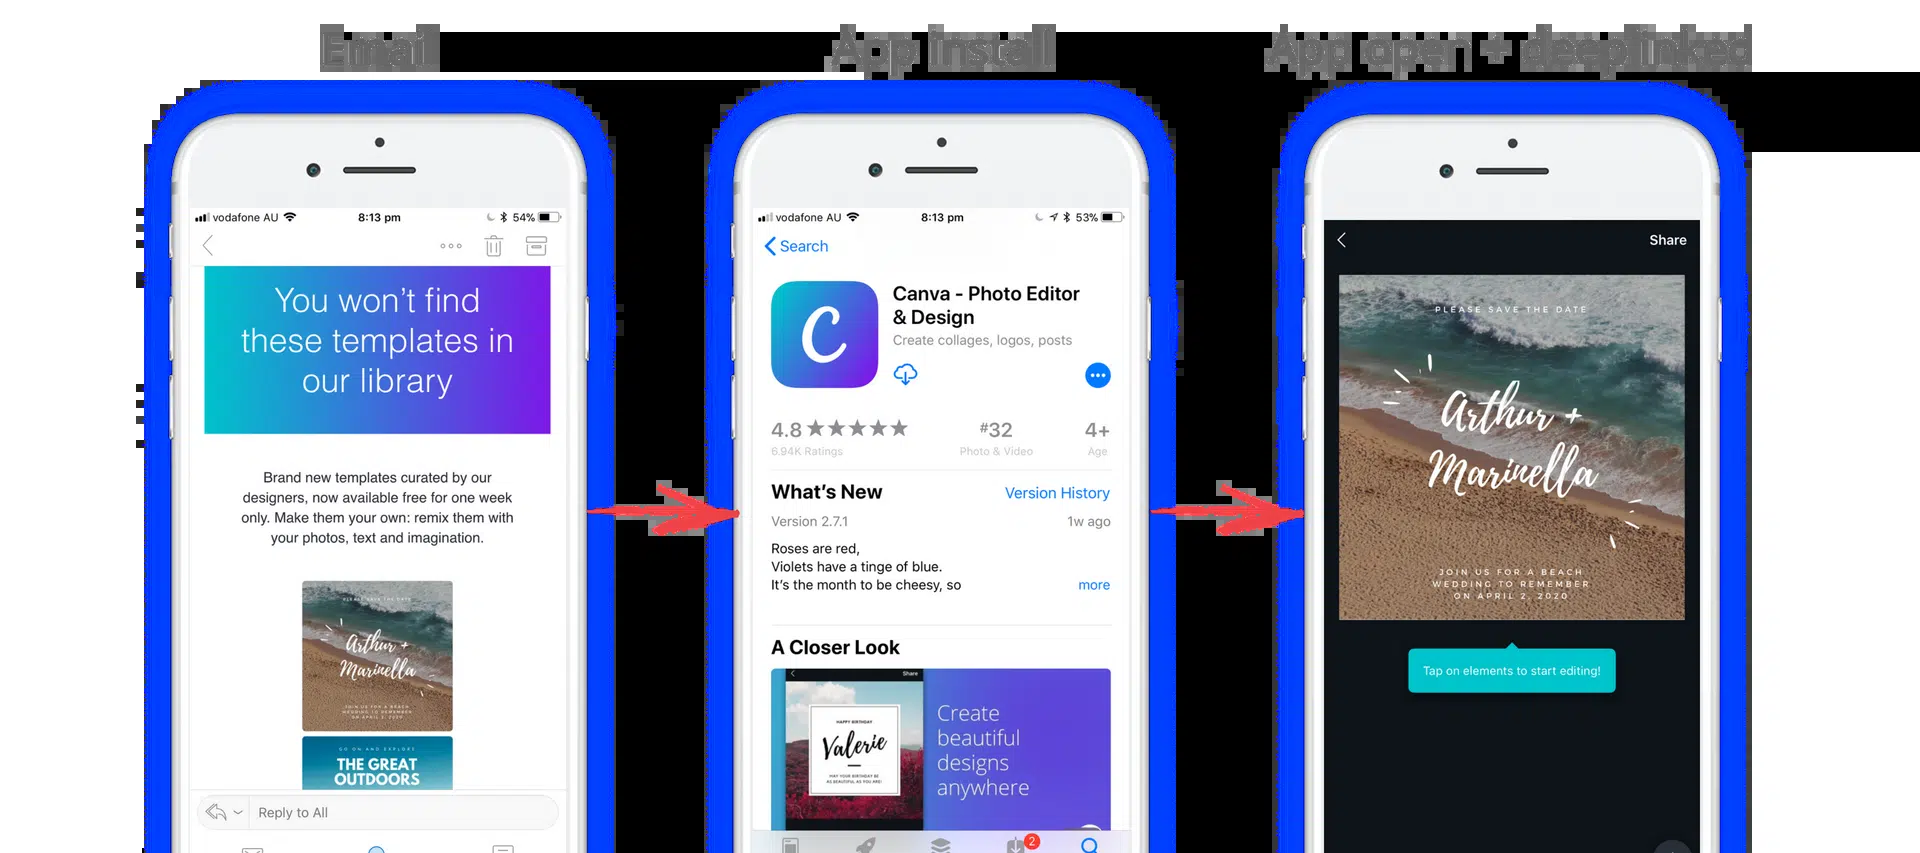 Email
App install
App open + deeplinked
vodafone AU
8:13 pm
54%
You won't find
these templates in
our library
Brand new templates curated by our
designers, now available free for one week
only. Make them your own: remix them with
your photos, text and imagination.
PLEASE SAVE THE DATE
Arthur +
Marinella
JOIN US FOR A BEACH
WEDDING TO REMEMBER
ON APRIL 2, 2020
GO ON AND EXPLORE
THE GREAT
OUTDOORS
Reply to All
vodafone AU
8:13 pm
53%
Search
C
Canva - Photo Editor
& Design
Create collages, logos, posts
4.8 ★★★★★
6.94K Ratings
#32
Photo & Video
4+
Age
What's New
Version History
Version 2.7.1
1w ago
Roses are red,
Violets have a tinge of blue.
It's the month to be cheesy, so
more
A Closer Look
Share
HAPPY BIRTHDAY
Valerie
MAY YOUR BIRTHDAY BE
AS BEAUTIFUL AS YOU ARE!
Create
beautiful
designs
anywhere
2
Share
PLEASE SAVE THE DATE
Arthur +
Marinella
JOIN US FOR A BEACH
WEDDING TO REMEMBER
ON APRIL 2, 2020
Tap on elements to start editing!